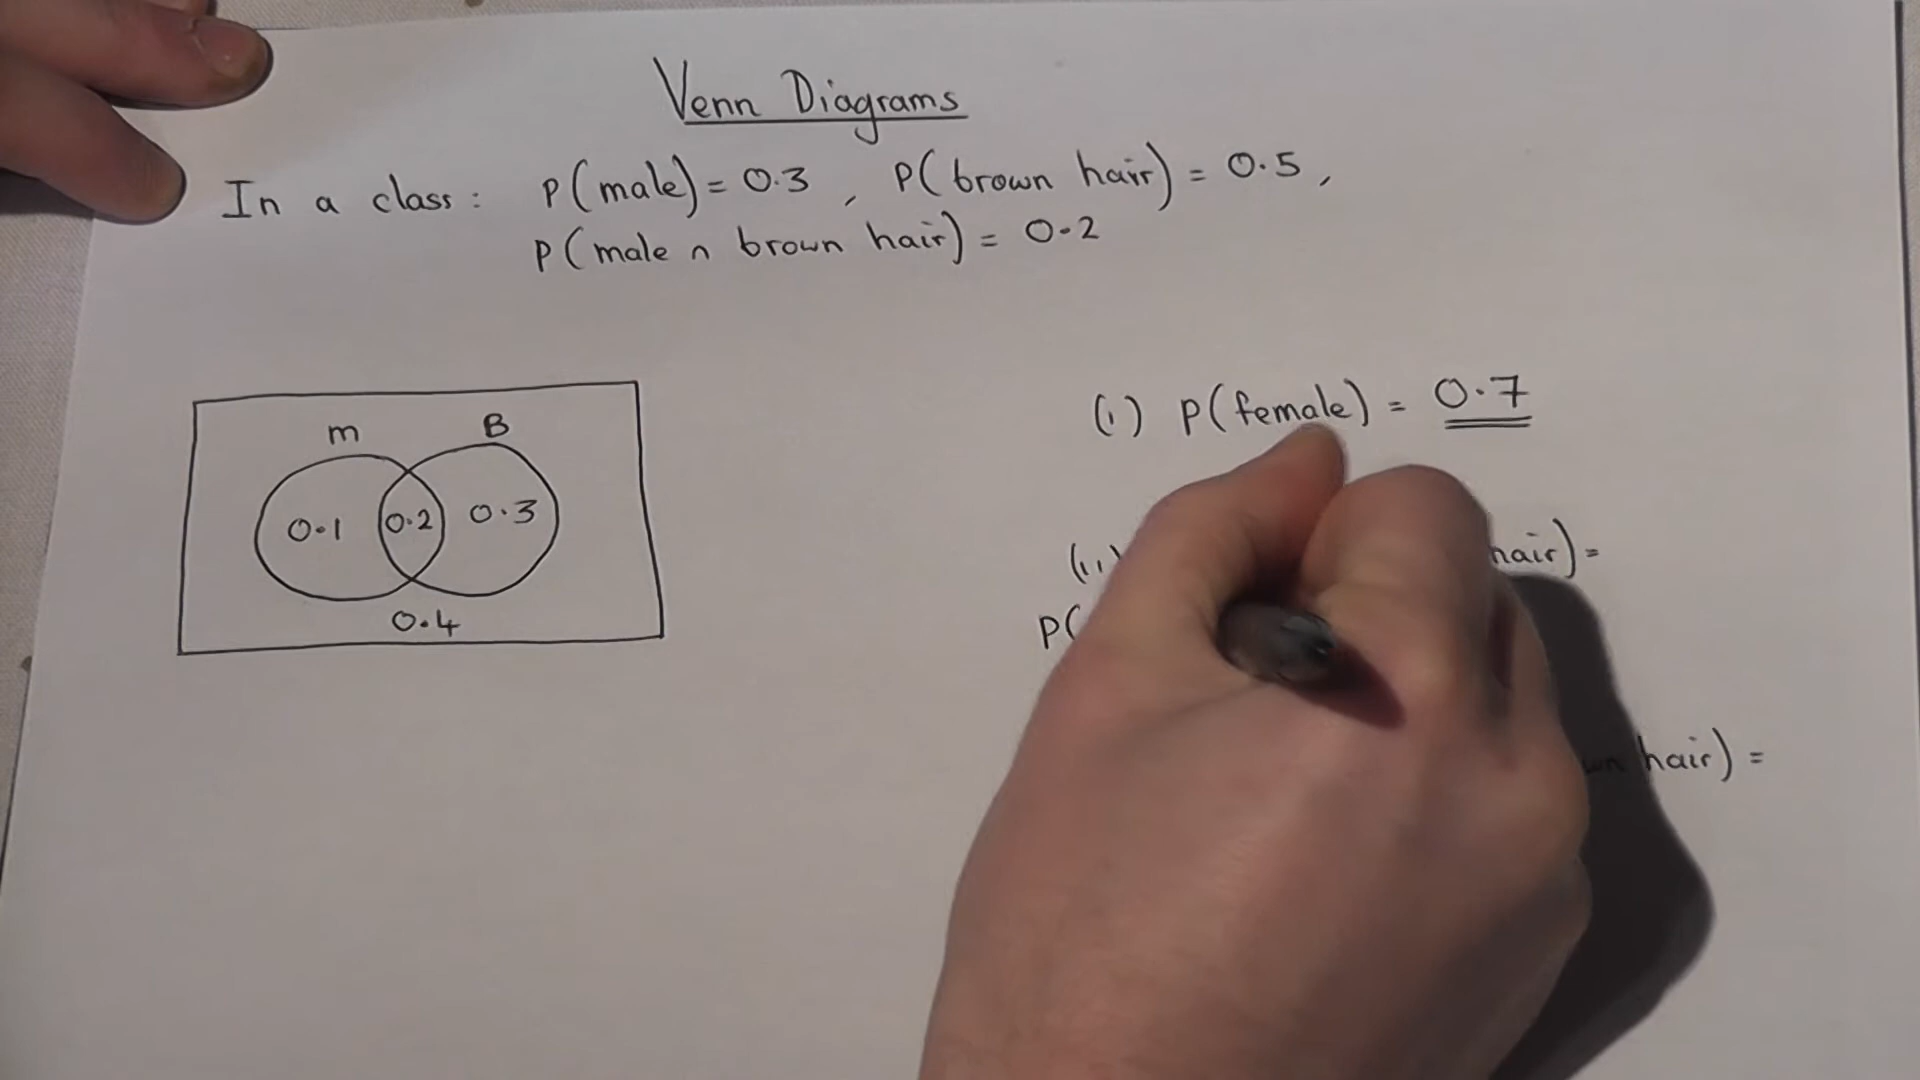 Venn Diagrams
In a class: P(male) = 0.3, P(brown hair) = 0.5,
P(male ∩ brown hair) = 0.2
m B
0.1 0.2 0.3
0.4
(i) P(female) = 0.7
(ii) hair) =
P(
hair) =